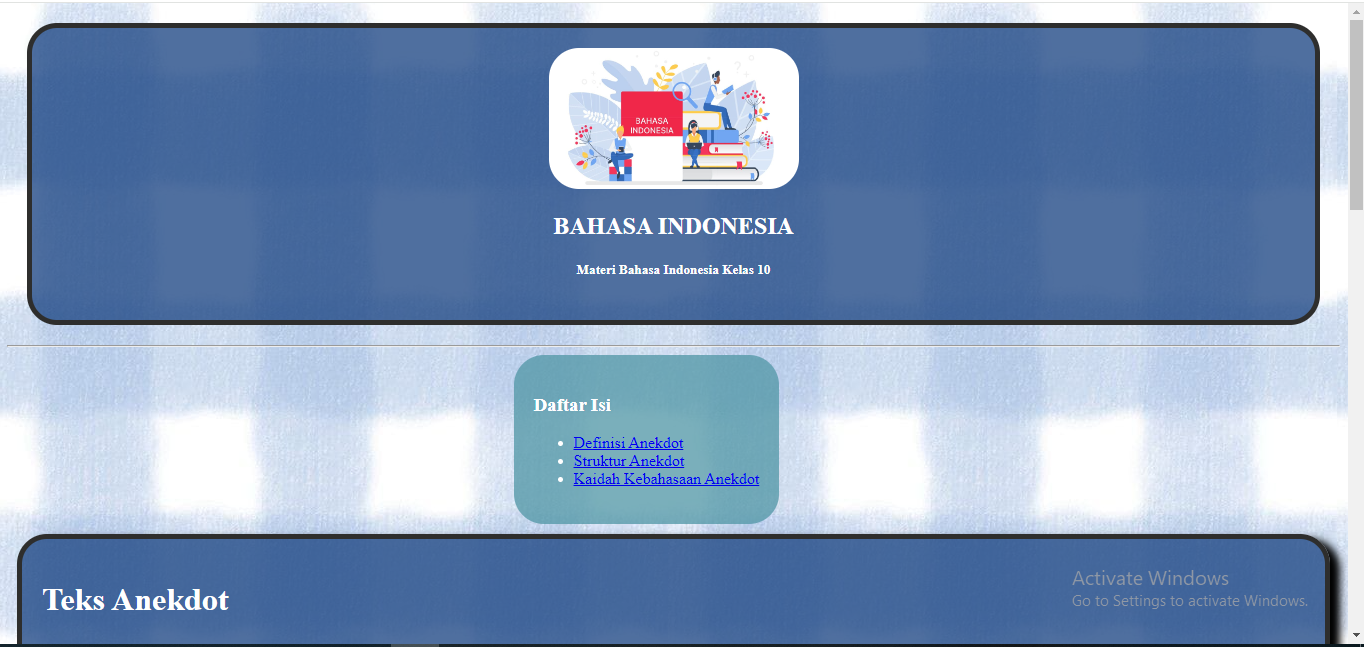 BAHASA
INDONESIA
BAHASA INDONESIA
Materi Bahasa Indonesia Kelas 10
Daftar Isi
Definisi Anekdot
Struktur Anekdot
Kaidah Kebahasaan Anekdot
Teks Anekdot
Activate Windows
Go to Settings to activate Windows.